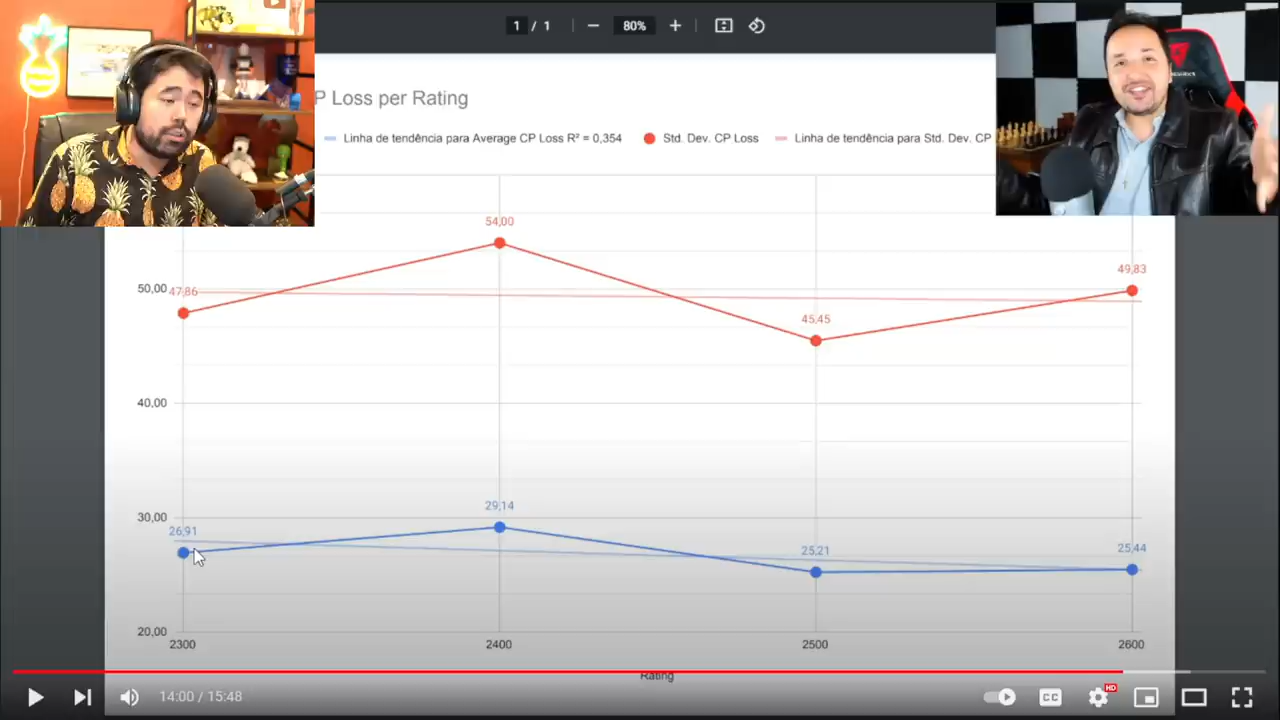 1 / 1
80%
P Loss per Rating
Linha de tendência para Average CP Loss R² = 0,354
Std. Dev. CP Loss
Linha de tendência para Std. Dev. CP
54,00
50,00
47,86
49,83
45,45
40,00
30,00
29,14
26,91
25,21
25,44
20,00
2300
2400
2500
2600
Rating
14:00 / 15:48
CC
HD